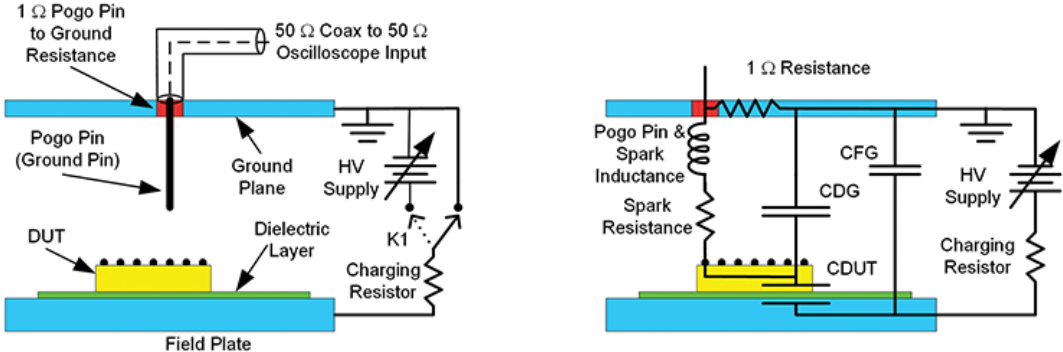 1 Ω Pogo Pin
to Ground
Resistance
50 Ω Coax to 50 Ω
Oscilloscope Input
Pogo Pin
(Ground Pin)
Ground
Plane
HV
Supply
DUT
Dielectric
Layer
K1
Charging
Resistor
Field Plate
1 Ω Resistance
Pogo Pin &
Spark
Inductance
Spark
Resistance
CFG
CDG
HV
Supply
CDUT
Charging
Resistor